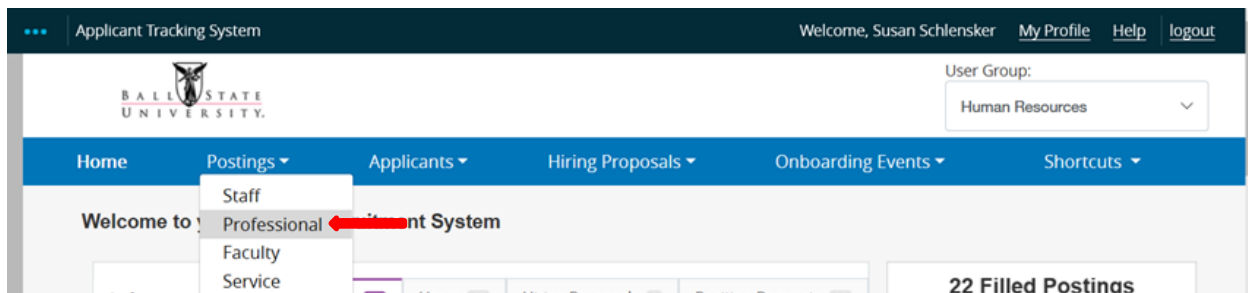 Applicant Tracking System Welcome, Susan Schlensker My Profile Help logout
BALL STATE
UNIVERSITY.
User Group:
Human Resources
Home Postings Applicants Hiring Proposals Onboarding Events Shortcuts
Staff
Welcome to
Professional
nt System
Faculty
Service
22 Filled Postings